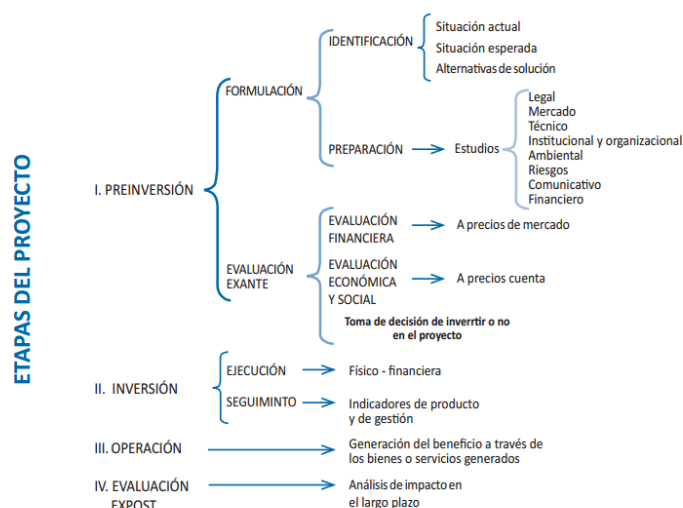 ETAPAS DEL PROYECTO
I. PREINVERSIÓN
FORMULACIÓN
IDENTIFICACIÓN
Situación actual
Situación esperada
Alternativas de solución
PREPARACIÓN
Estudios
Legal
Mercado
Técnico
Institucional y organizacional
Ambiental
Riesgos
Comunicativo
Financiero
EVALUACIÓN
EXANTE
EVALUACIÓN
FINANCIERA
A precios de mercado
EVALUACIÓN
ECONÓMICA
Y SOCIAL
A precios cuenta
Toma de decisión de inverrtir o no
en el proyecto
II. INVERSIÓN
EJECUCIÓN
Físico - financiera
SEGUIMINTO
Indicadores de producto
y de gestión
III. OPERACIÓN
Generación del beneficio a través de
los bienes o servicios generados
IV. EVALUACIÓN
EXPOST
Análisis de impacto en
el largo plazo